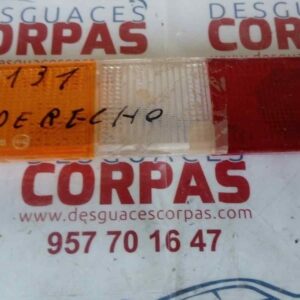 DESGUACES
DESGUACES
CORPAS
CORPAS
131
DERECHO
DESGUACES
CORPAS
www.desguacescorpas.com
957 70 16 47